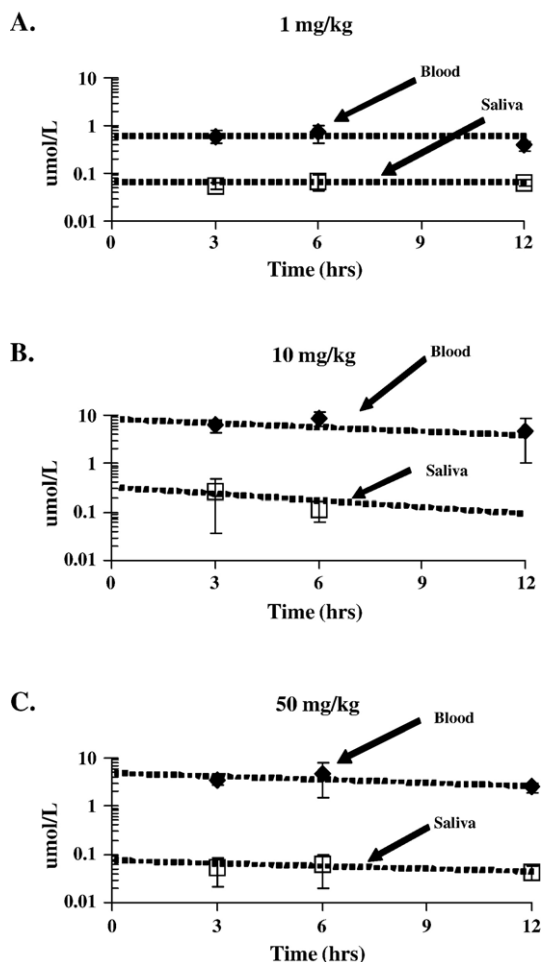 A.
1 mg/kg
Blood
Saliva
umol/L
10
1
0.1
0.01
0 3 6 9 12
Time (hrs)
B.
10 mg/kg
Blood
Saliva
umol/L
10
1
0.1
0.01
0 3 6 9 12
Time (hrs)
C.
50 mg/kg
Blood
Saliva
umol/L
10
1
0.1
0.01
0 3 6 9 12
Time (hrs)